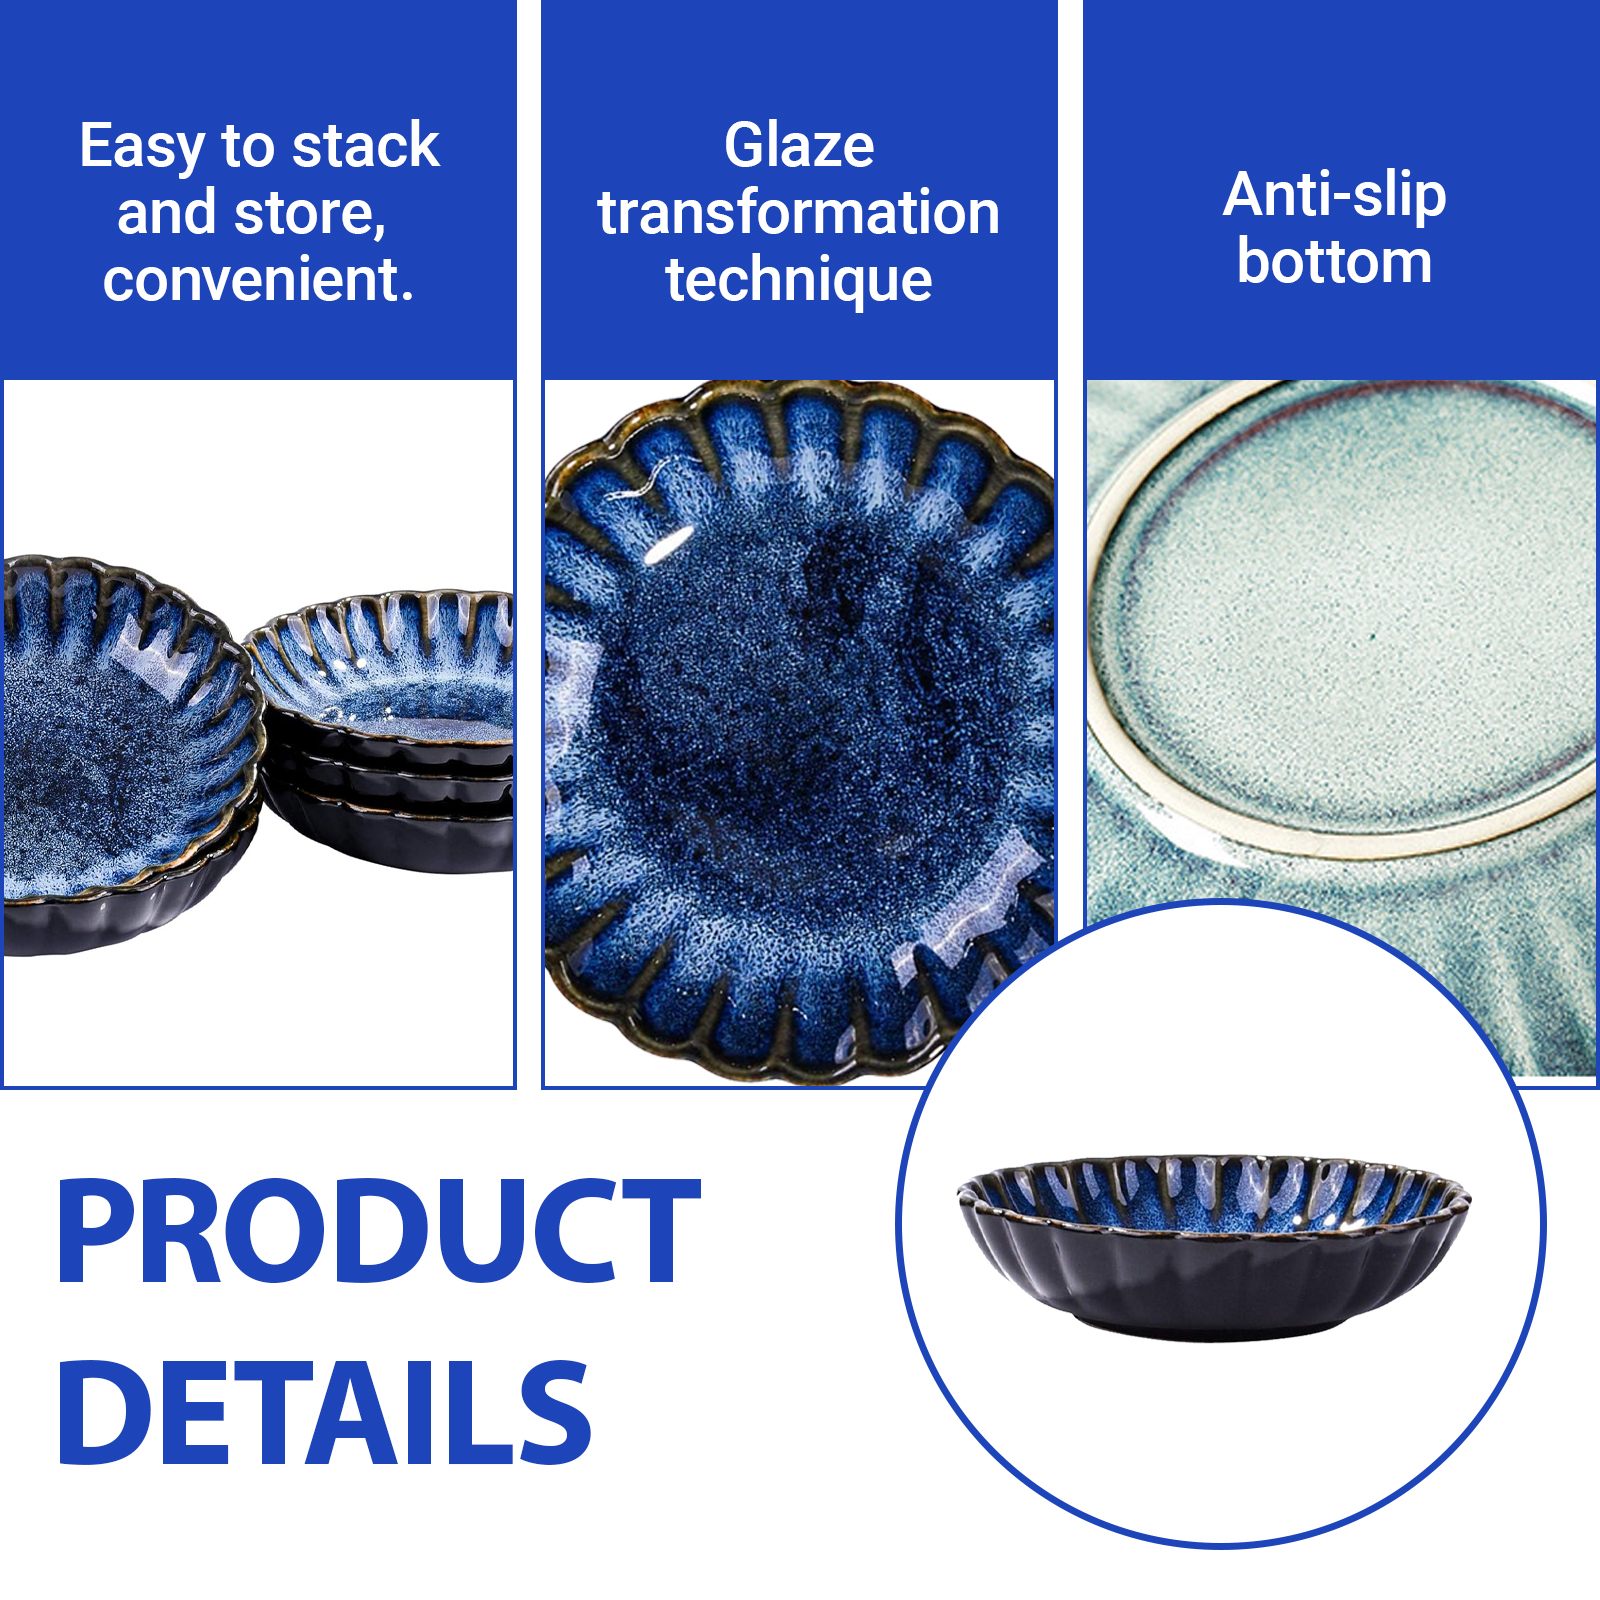 Easy to stack
and store,
convenient.
Glaze
transformation
technique
Anti-slip
bottom
PRODUCT
DETAILS